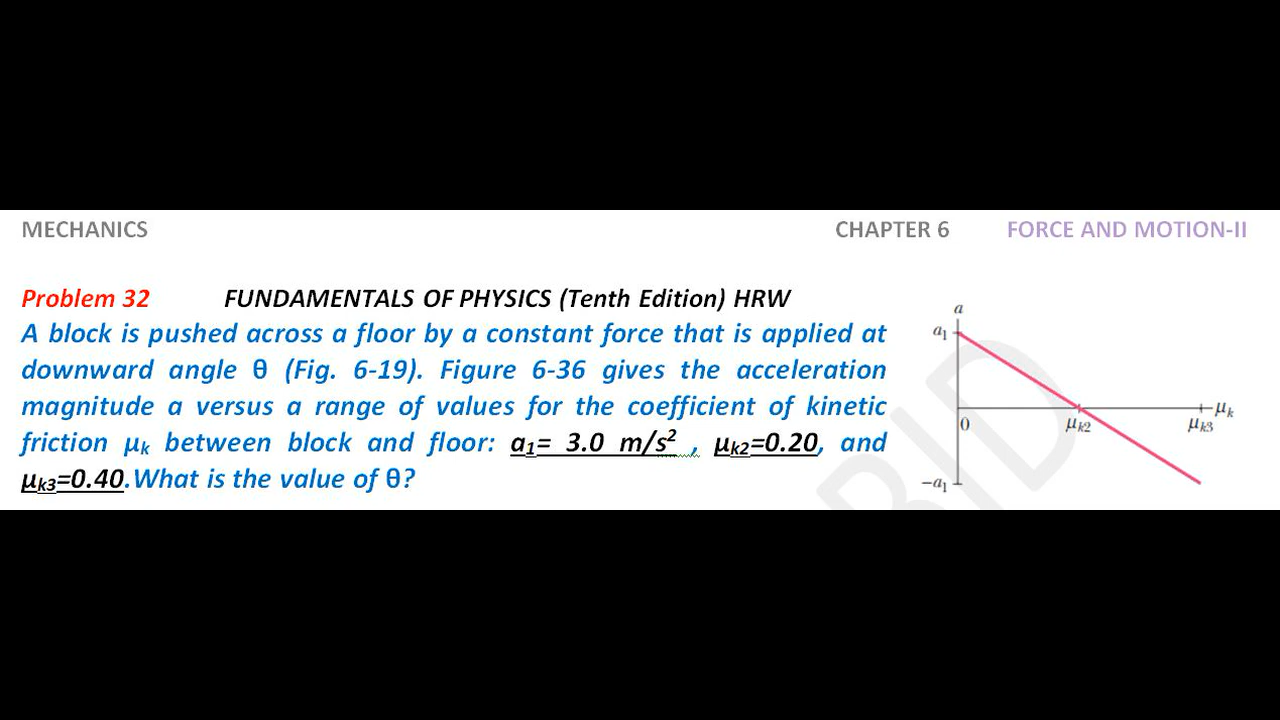 MECHANICS CHAPTER 6 FORCE AND MOTION-II
Problem 32 FUNDAMENTALS OF PHYSICS (Tenth Edition) HRW
A block is pushed across a floor by a constant force that is applied at
downward angle θ (Fig. 6-19). Figure 6-36 gives the acceleration
magnitude a versus a range of values for the coefficient of kinetic
friction μk between block and floor: a1= 3.0 m/s² , μk2=0.20, and
μk3=0.40.What is the value of θ?
a
a1
0
μk2
μk3
μk
−a1